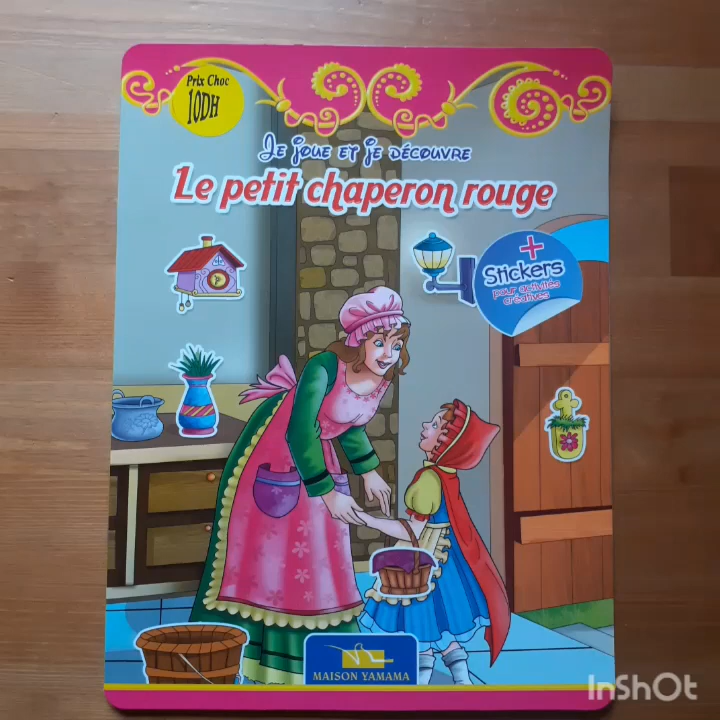 Prix Choc
10DH
Je joue et je découvre
Le petit chaperon rouge
+
Stickers
pour activités
créatives
MAISON YAMAMA
InShOt